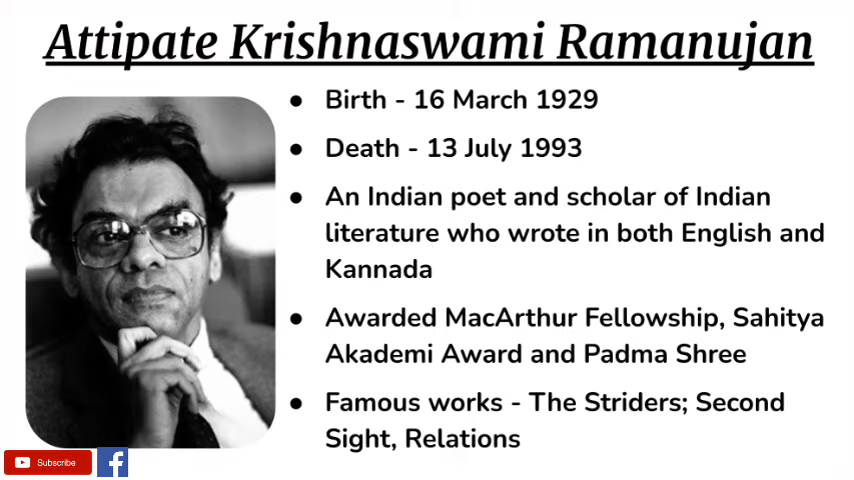 Attipate Krishnaswami Ramanujan
● Birth - 16 March 1929
● Death - 13 July 1993
● An Indian poet and scholar of Indian
literature who wrote in both English and
Kannada
● Awarded MacArthur Fellowship, Sahitya
Akademi Award and Padma Shree
● Famous works - The Striders; Second
Sight, Relations
Subscribe